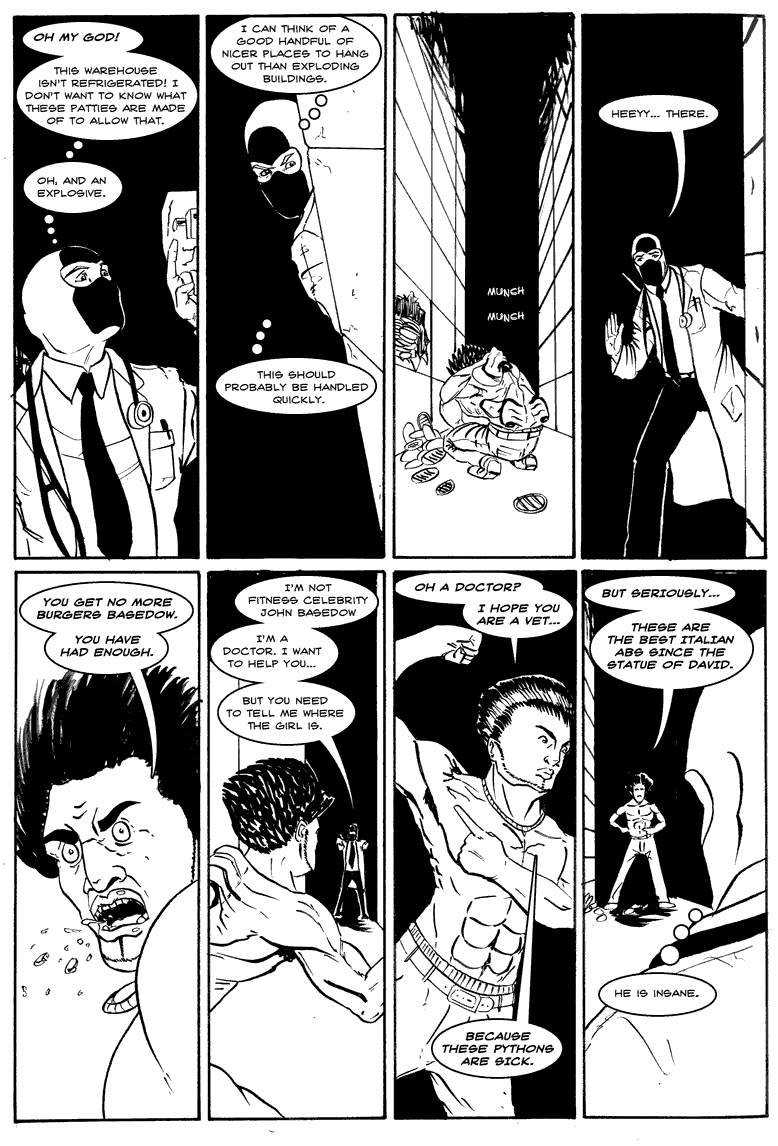 OH MY GOD!
THIS WAREHOUSE
ISN'T REFRIGERATED! I
DON'T WANT TO KNOW WHAT
THESE PATTIES ARE MADE
OF TO ALLOW THAT.
OH, AND AN
EXPLOSIVE.
I CAN THINK OF A
GOOD HANDFUL OF
NICER PLACES TO HANG
OUT THAN EXPLODING
BUILDINGS.
THIS SHOULD
PROBABLY BE HANDLED
QUICKLY.
MUNCH
MUNCH
HEEYY... THERE.
YOU GET NO MORE
BURGERS BASEDOW.
YOU HAVE
HAD ENOUGH.
I'M NOT
FITNESS CELEBRITY
JOHN BASEDOW
I'M A
DOCTOR. I WANT
TO HELP YOU...
BUT YOU NEED
TO TELL ME WHERE
THE GIRL IS.
OH A DOCTOR?
I HOPE YOU
ARE A VET...
BECAUSE
THESE PYTHONS
ARE SICK.
BUT SERIOUSLY...
THESE ARE
THE BEST ITALIAN
ABS SINCE THE
STATUE OF DAVID.
HE IS INSANE.